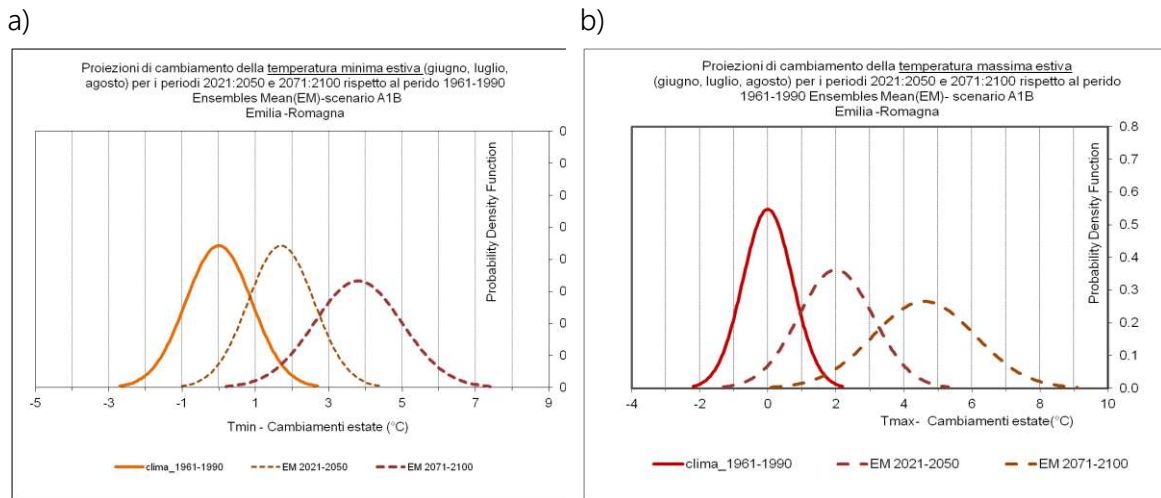 a)
Proiezioni di cambiamento della temperatura minima estiva (giugno, luglio,
agosto) per i periodi 2021:2050 e 2071:2100 rispetto al perido 1961-1990
Ensembles Mean(EM)-scenario A1B
Emilia -Romagna
Probability Density Function
0
0
0
0
0
0
0
0
0
-5
-3
-1
1
3
5
7
9
Tmin - Cambiamenti estate (°C)
clima_1961-1990
EM 2021-2050
EM 2071-2100
b)
Proiezioni di cambiamento della temperatura massima estiva
(giugno, luglio, agosto) per i periodi 2021:2050 e 2071:2100 rispetto al perido
1961-1990 Ensembles Mean(EM)- scenario A1B
Emilia -Romagna
Probability Density Function
0.8
0.7
0.6
0.5
0.4
0.3
0.2
0.1
0.0
-4
-2
0
2
4
6
8
10
Tmax- Cambiamenti estate(°C)
clima_1961-1990
EM 2021-2050
EM 2071-2100